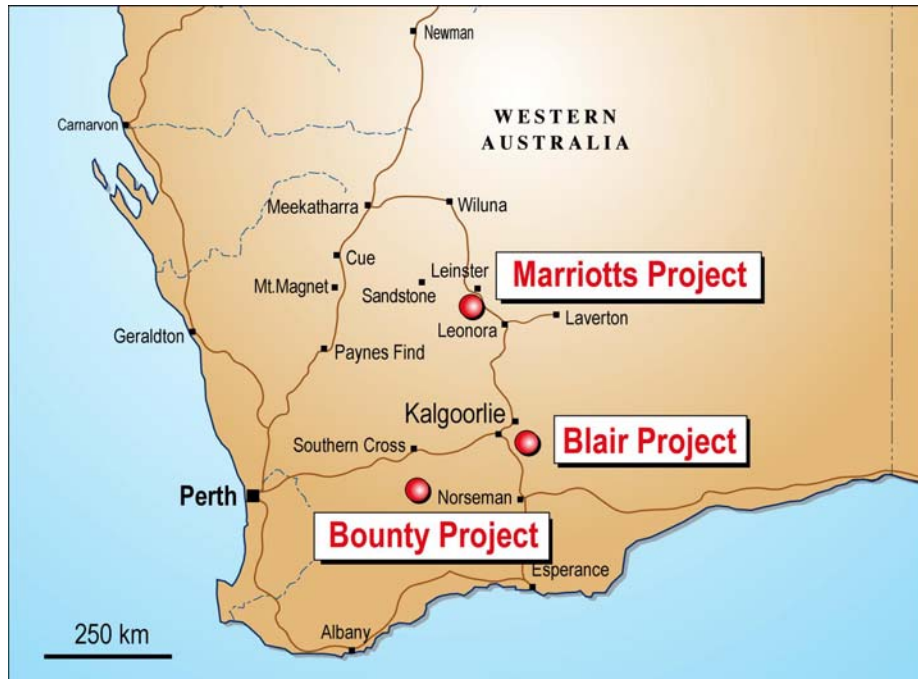 Newman
WESTERN
AUSTRALIA
Carnarvon
Meekatharra
Wiluna
Cue
Leinster
Marriotts Project
Mt.Magnet
Sandstone
Geraldton
Leonora
Laverton
Paynes Find
Kalgoorlie
Blair Project
Southern Cross
Perth
Norseman
Bounty Project
Esperance
250 km
Albany